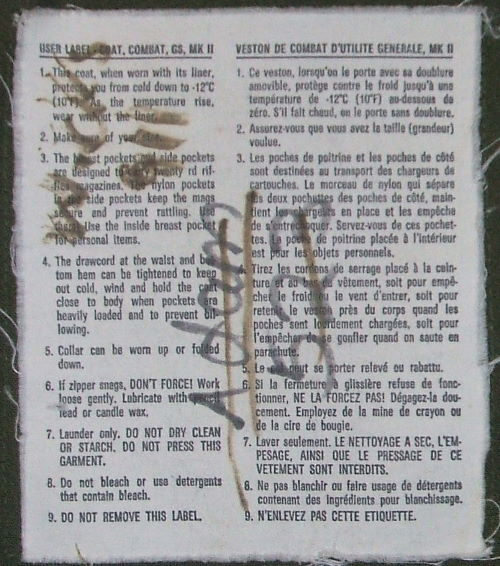 USER LABEL - COAT, COMBAT, GS, MK II
1. This coat, when worn with its liner,
protects you from cold down to -12°C
(10°F). As the temperature rise,
wear without the liner.
2. Make sure of your size.
3. The breast pockets and side pockets
are designed to carry twenty rd rif-
fles magazines. The nylon pockets
in the side pockets keep the mags
secure and prevent rattling.
them. Use the inside breast pocket
for personal items.
4. The drawcord at the waist and bot-
tom hem can be tightened to keep
out cold, wind and hold the coat
close to body when pockets are
heavily loaded and to prevent bil-
lowing.
5. Collar can be worn up or folded
down.
6. If zipper snags, DON'T FORCE! Work
loose gently. Lubricate with pencil
lead or candle wax.
7. Launder only. DO NOT DRY CLEAN
OR STARCH. DO NOT PRESS THIS
GARMENT.
8. Do not bleach or use detergents
that contain bleach.
9. DO NOT REMOVE THIS LABEL.
VESTON DE COMBAT D'UTILITE GENERALE, MK II
1. Ce veston, lorsqu'on le porte avec sa doublure
amovible, protège contre le froid jusqu'à une
température de -12°C (10°F) au-dessous de
zéro. S'il fait chaud, on le porte sans doublure.
2. Assurez-vous que vous avez la taille (grandeur)
voulue.
3. Les poches de poitrine et les poches de côté
sont destinées au transport des chargeurs de
cartouches. Le morceau de nylon qui sépare
les deux pochettes des poches de côté, main-
tient les chargeurs en place et les empêche
de s'entrechoquer. Servez-vous de ces pochet-
tes. La poche de poitrine placée à l'intérieur
est pour les objets personnels.
4. Tirez les cordons de serrage placé à la cein-
ture et au bas du vêtement, soit pour empê-
cher le froid ou le vent d'entrer, soit pour
retenir le veston près du corps quand les
poches sont lourdement chargées, soit pour
l'empêcher de se gonfler quand on saute en
parachute.
5. Le collet peut se porter relevé ou rabattu.
6. Si la fermeture à glissière refuse de fonc-
tionner, NE LA FORCEZ PAS! Dégagez-la dou-
cement. Employez de la mine de crayon ou
de la cire de bougie.
7. Laver seulement. LE NETTOYAGE A SEC, L'EM-
PESAGE, AINSI QUE LE PRESSAGE DE CE
VETEMENT SONT INTERDITS.
8. Ne pas blanchir ou faire usage de détergents
contenant des ingrédients pour blanchissage.
9. N'ENLEVEZ PAS CETTE ETIQUETTE.
Adam